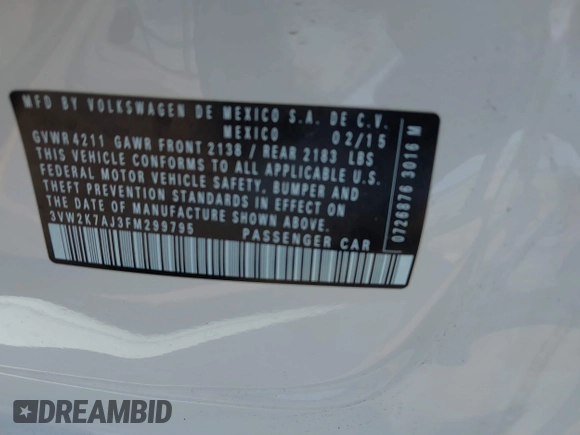 MFD BY VOLKSWAGEN DE MEXICO S.A. DE C.V.
MEXICO 02/15
GVWR 4211 GAWR FRONT 2138 / REAR 2183 LBS
THIS VEHICLE CONFORMS TO ALL APPLICABLE U.S.
FEDERAL MOTOR VEHICLE SAFETY, BUMPER AND
THEFT PREVENTION STANDARDS IN EFFECT ON
THE DATE OF MANUFACTURE SHOWN ABOVE.
3VW2K7AJ3FM299795 PASSENGER CAR
0726076 3016 M
DREAMBID